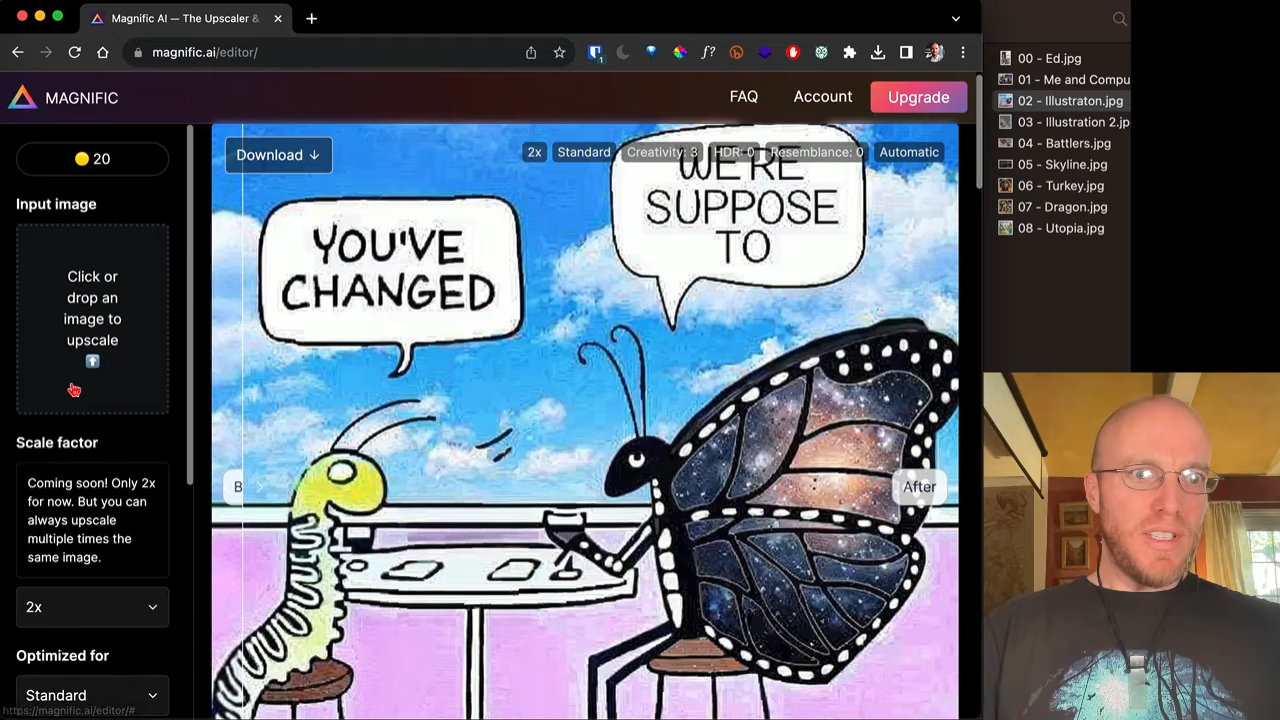 Magnific AI — The Upscaler &
magnific.ai/editor/
f?
1
MAGNIFIC
FAQ
Account
Upgrade
20
Input image
Click or
drop an
image to
upscale
Scale factor
Coming soon! Only 2x
for now. But you can
always upscale
multiple times the
same image.
2x
Optimized for
Standard
https://magnific.ai/editor/#
Download ↓
2x
Standard
Creativity: 3
HDR: 0
Resemblance: 0
Automatic
YOU'VE
CHANGED
WE'RE
SUPPOSE
TO
B
After
00 - Ed.jpg
01 - Me and Compu
02 - Illustraton.jpg
03 - Illustration 2.jp
04 - Battlers.jpg
05 - Skyline.jpg
06 - Turkey.jpg
07 - Dragon.jpg
08 - Utopia.jpg